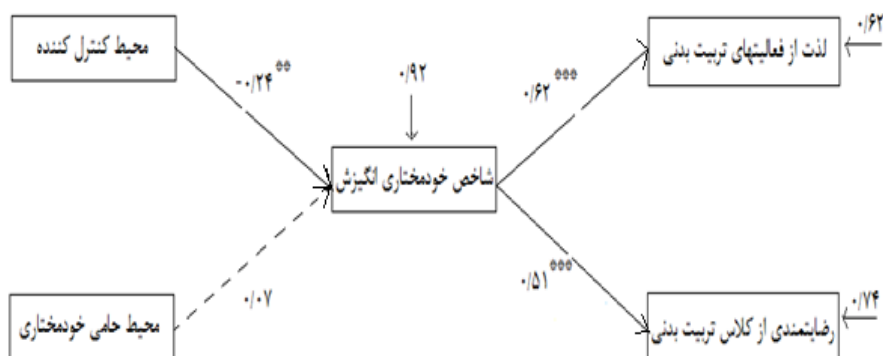 محیط کنترل کننده
-۰/۲۴ **
۰/۹۲
۰/۶۲ ***
لذت از فعالیتهای تربیت بدنی
۰/۶۲
شاخص خودمختاری انگیزش
محیط حامی خودمختاری
۰/۰۷
۰/۵۱ ***
رضایتمندی از کلاس تربیت بدنی
۰/۷۴